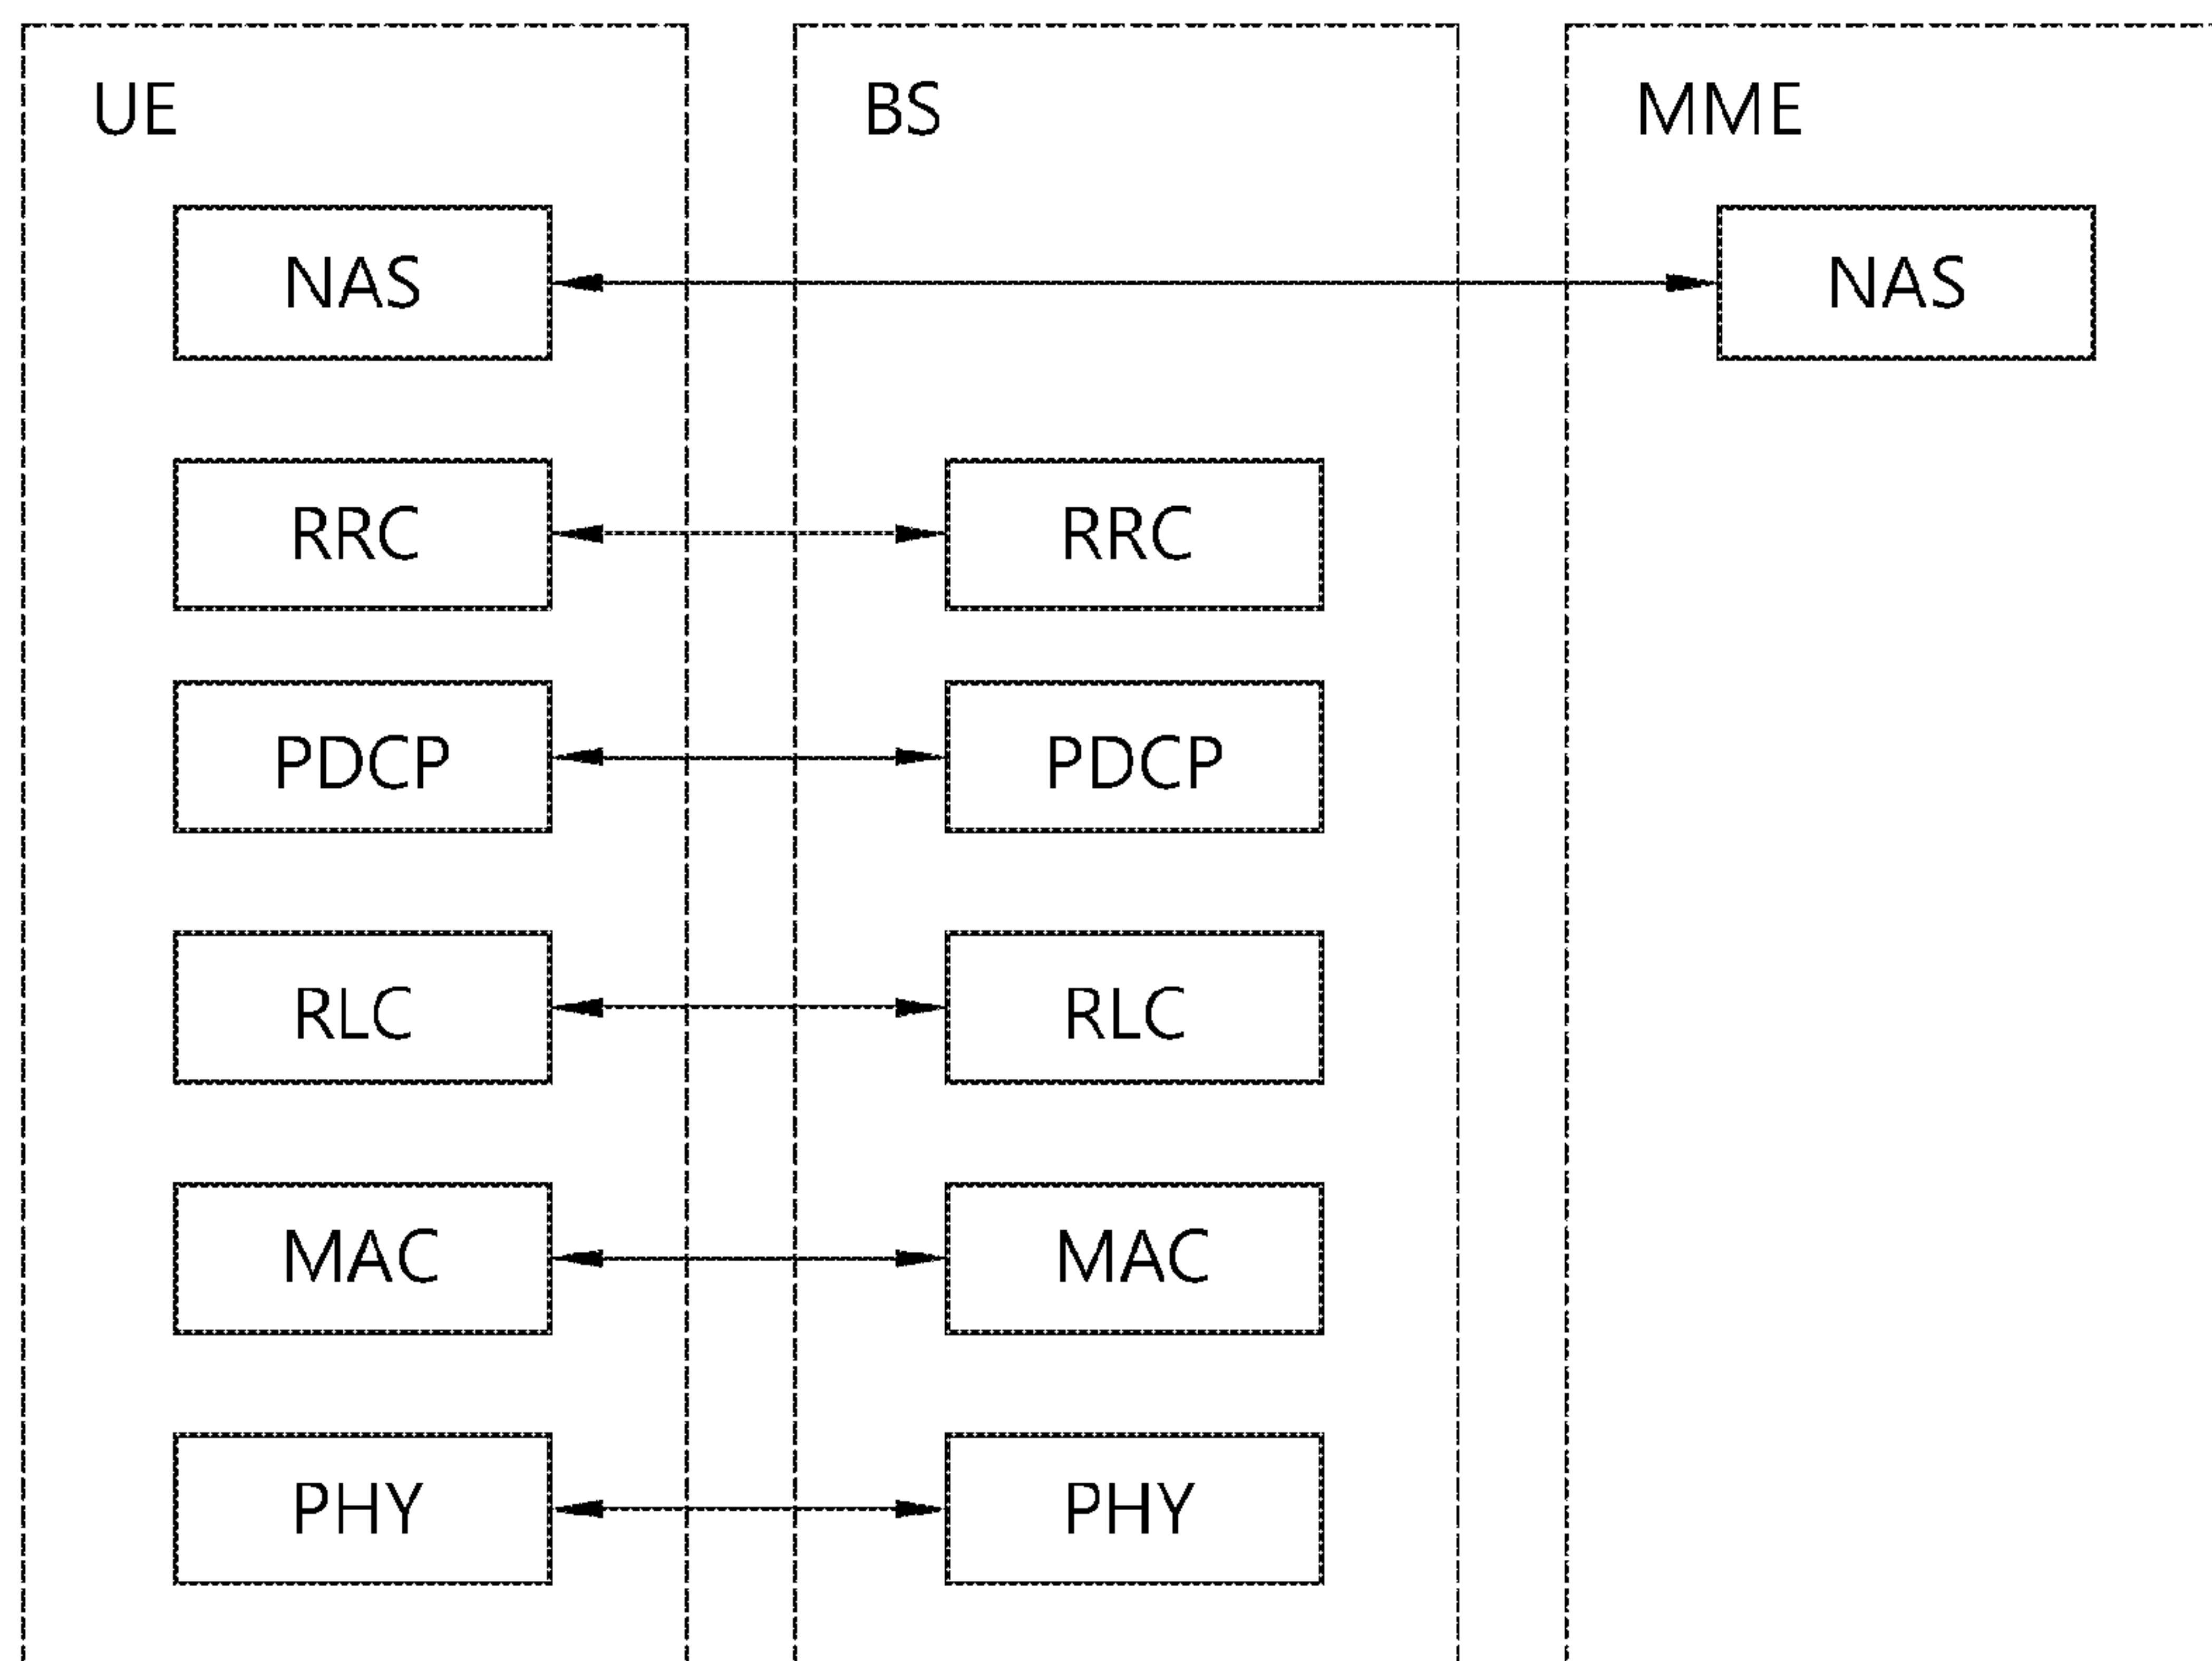 UE
BS
MME
NAS
NAS
RRC
RRC
PDCP
PDCP
RLC
RLC
MAC
MAC
PHY
PHY